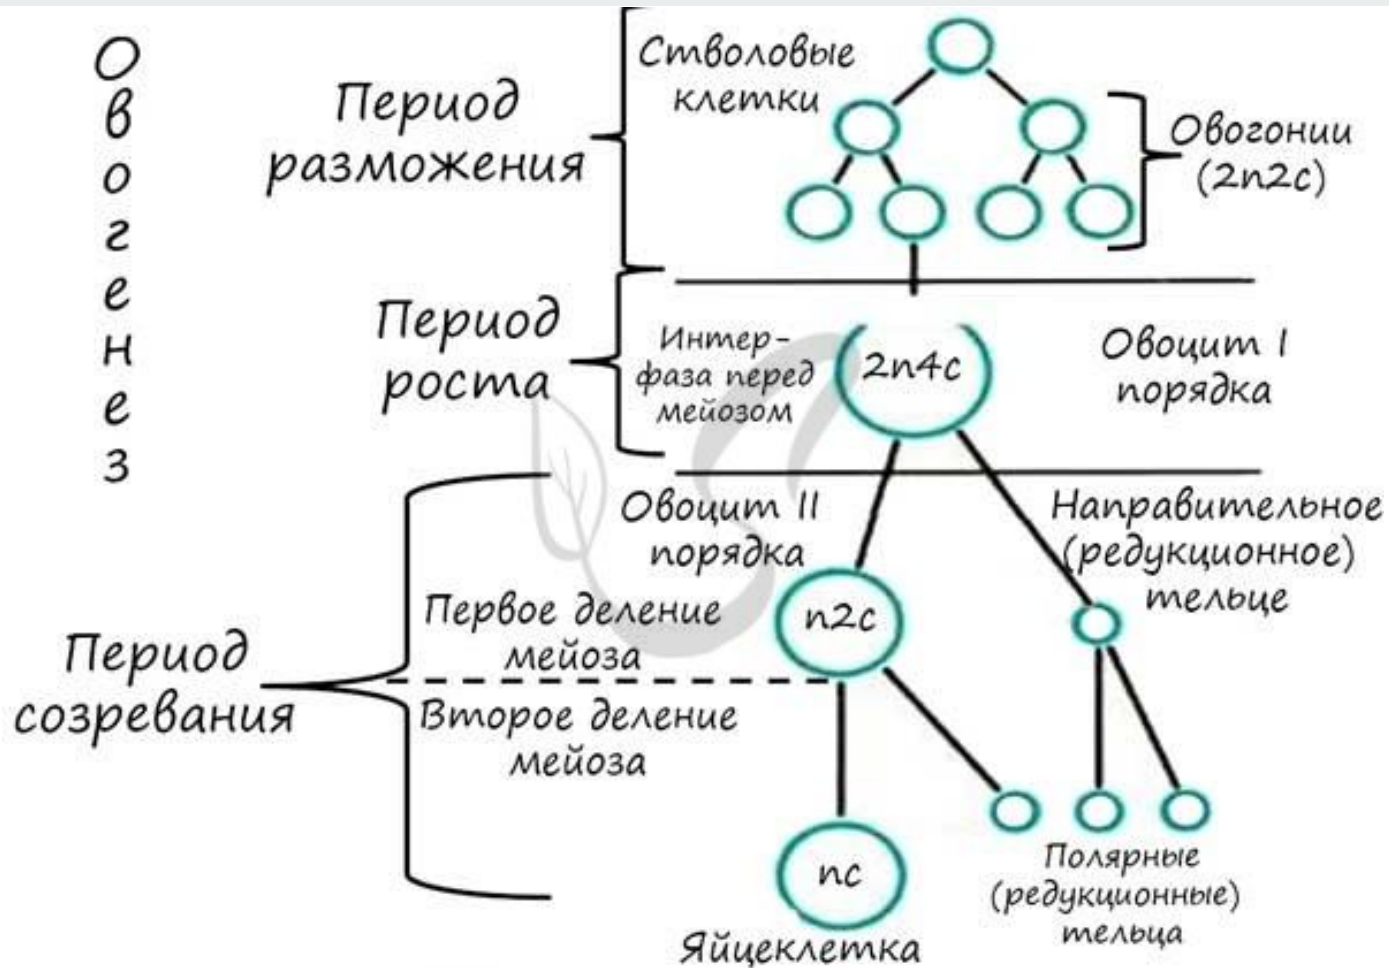 Овогенез
Период
разможения
Стволовые
клетки
Овогонии
(2n2c)
Период
роста
Интер-
фаза перед
мейозом
2n4c
Овоцит I
порядка
Период
созревания
Овоцит II
порядка
Направительное
(редукционное)
тельце
Первое деление
мейоза
n2c
Второе деление
мейоза
nc
Яйцеклетка
Полярные
(редукционные)
тельца